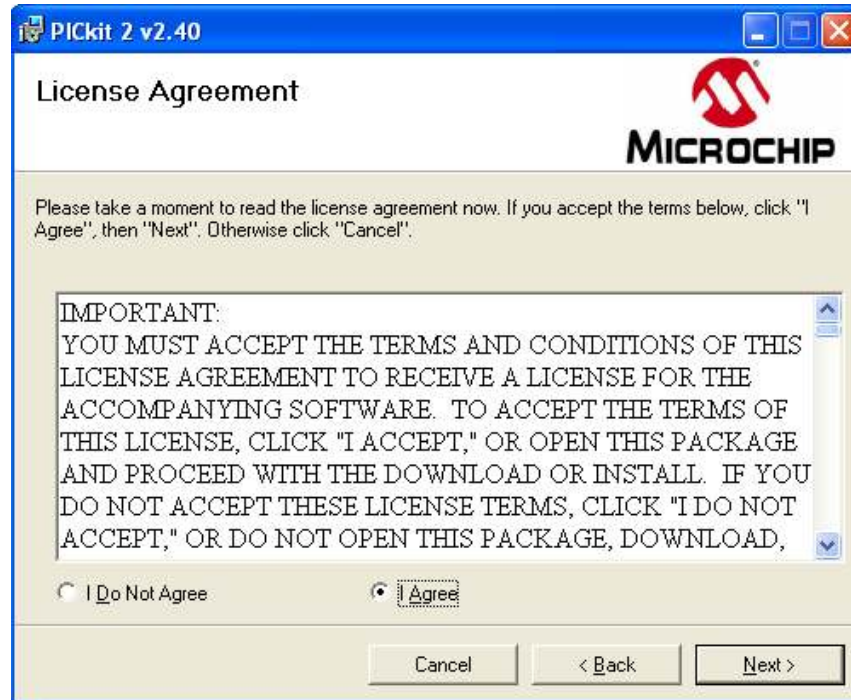 PICkit 2 v2.40
License Agreement
MICROCHIP
Please take a moment to read the license agreement now. If you accept the terms below, click "I
Agree", then "Next". Otherwise click "Cancel".
IMPORTANT:
YOU MUST ACCEPT THE TERMS AND CONDITIONS OF THIS
LICENSE AGREEMENT TO RECEIVE A LICENSE FOR THE
ACCOMPANYING SOFTWARE. TO ACCEPT THE TERMS OF
THIS LICENSE, CLICK "I ACCEPT," OR OPEN THIS PACKAGE
AND PROCEED WITH THE DOWNLOAD OR INSTALL. IF YOU
DO NOT ACCEPT THESE LICENSE TERMS, CLICK "I DO NOT
ACCEPT," OR DO NOT OPEN THIS PACKAGE, DOWNLOAD,
I Do Not Agree
I Agree
Cancel
< Back
Next >